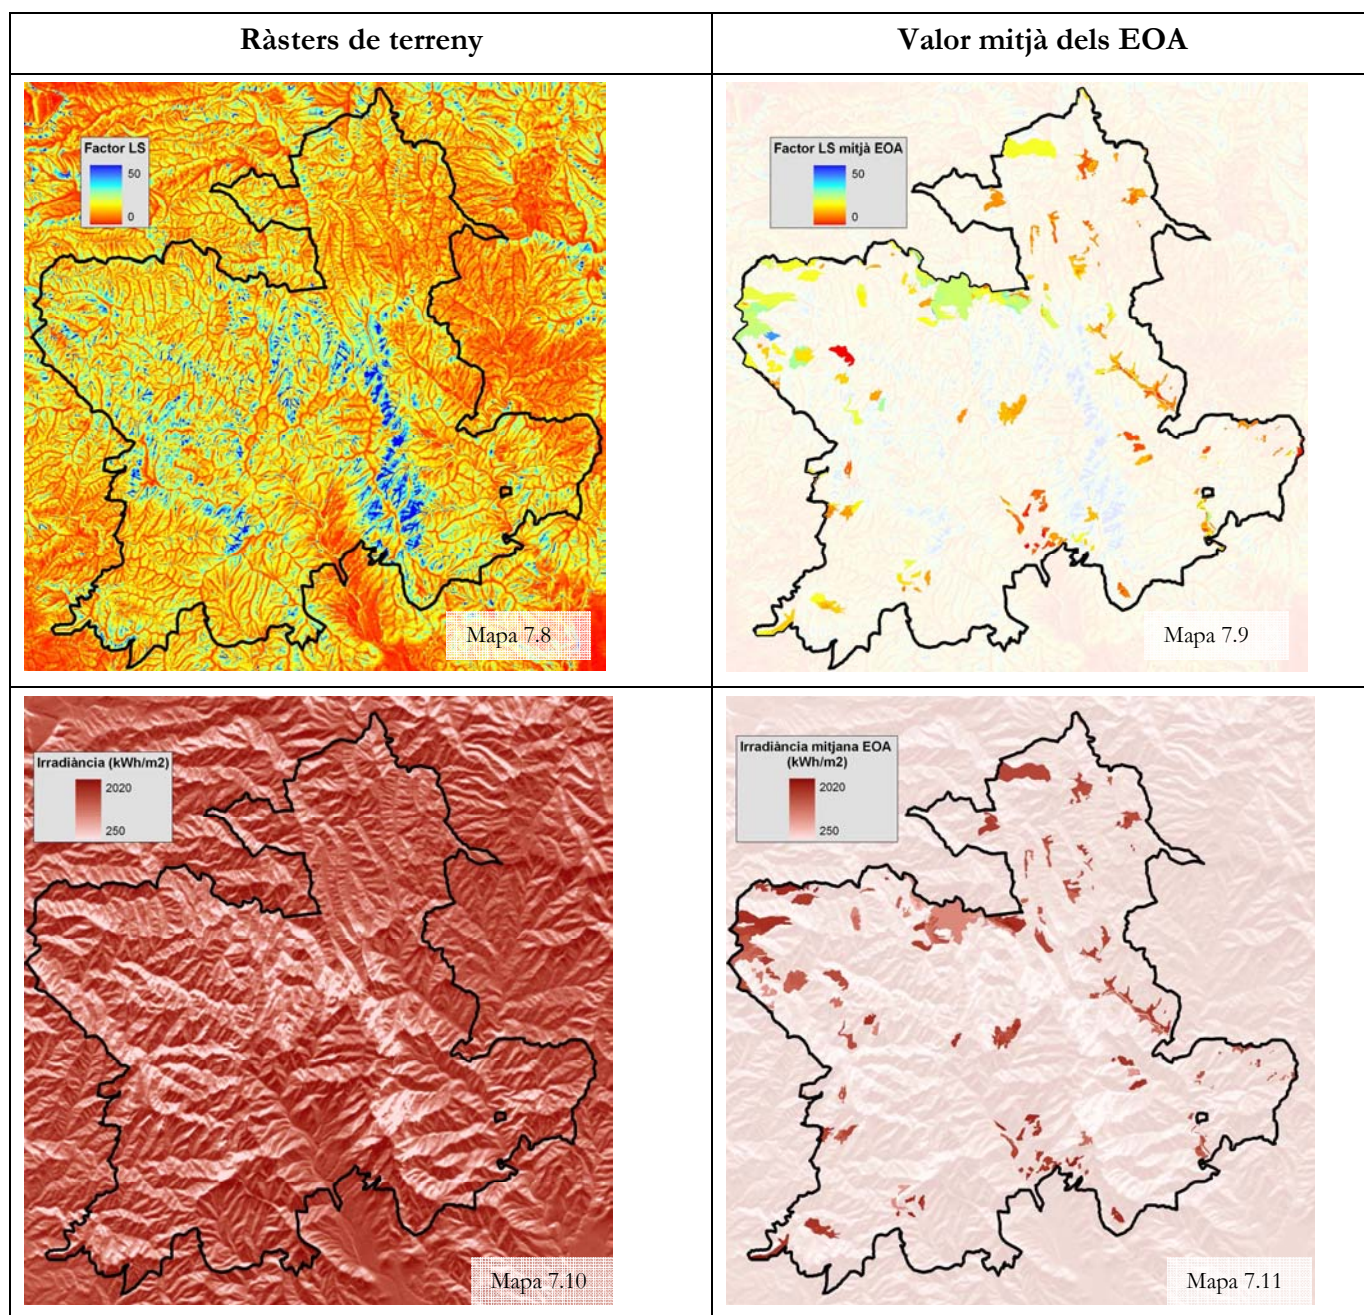 Ràsters de terreny
Valor mitjà dels EOA
Factor LS
50
0
Mapa 7.8
Factor LS mitjà EOA
50
0
Mapa 7.9
Irradiància (kWh/m2)
2020
250
Mapa 7.10
Irradiància mitjana EOA
(kWh/m2)
2020
250
Mapa 7.11